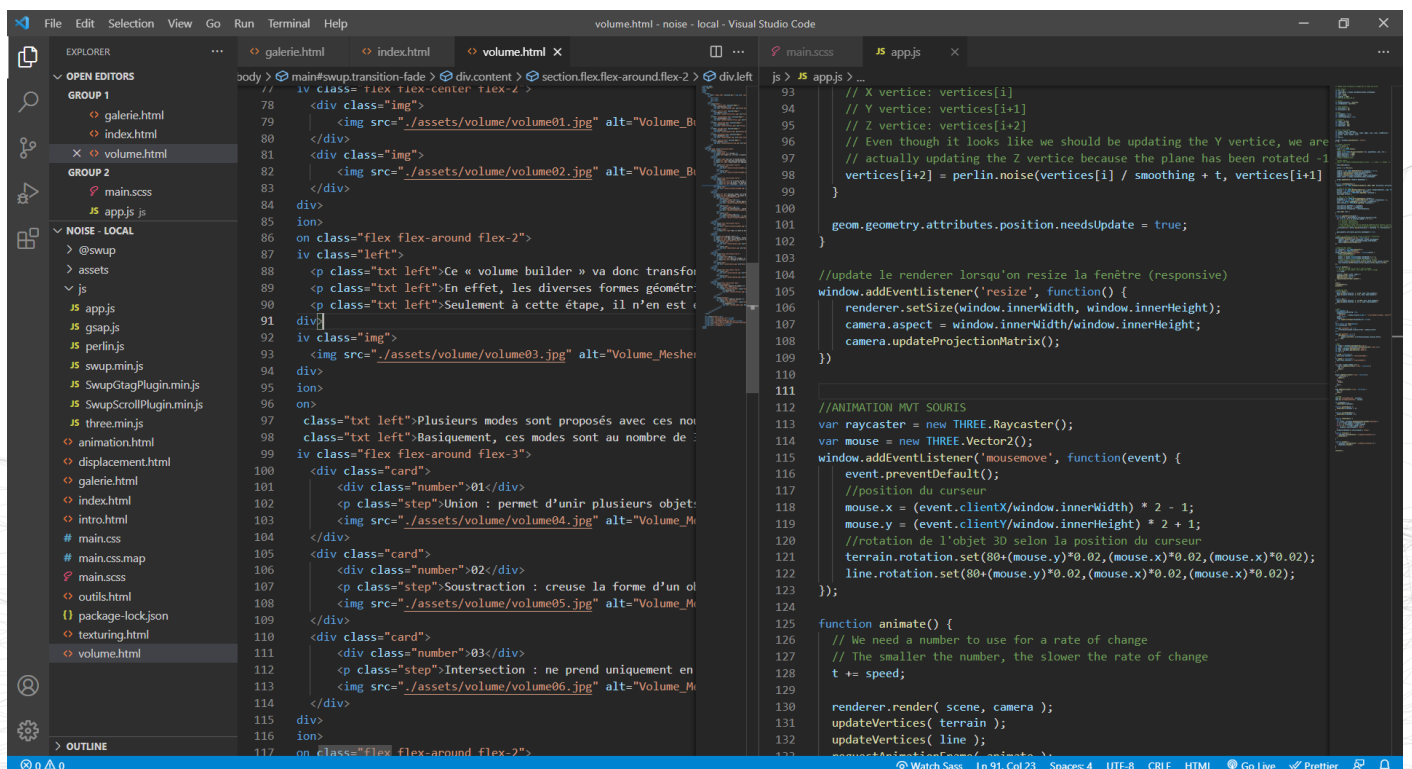 File Edit Selection View Go Run Terminal Help
volume.html - noise - local - Visual Studio Code
EXPLORER
OPEN EDITORS
GROUP 1
galerie.html
index.html
volume.html
GROUP 2
main.scss
JS app.js js
NOISE - LOCAL
@swup
assets
js
JS app.js
JS gsap.js
JS perlin.js
JS swup.min.js
JS SwupGtagPlugin.min.js
JS SwupScrollPlugin.min.js
JS three.min.js
animation.html
displacement.html
galerie.html
index.html
intro.html
# main.css
# main.css.map
main.scss
outils.html
{} package-lock.json
texturing.html
volume.html
OUTLINE
galerie.html index.html volume.html
body > main#swup.transition-fade > div.content > section.flex.flex-around.flex-2 > div.left
77 iv class="flex flex-center flex-2">
78 <div class="img">
79 <img src="./assets/volume/volume01.jpg" alt="Volume_Bu
80 </div>
81 <div class="img">
82 <img src="./assets/volume/volume02.jpg" alt="Volume_Bu
83 </div>
84 div>
85 ion>
86 on class="flex flex-around flex-2">
87 iv class="left">
88 <p class="txt left">Ce « volume builder » va donc transfor
89 <p class="txt left">En effet, les diverses formes géométri
90 <p class="txt left">Seulement à cette étape, il n’en est
91 div>
92 iv class="img">
93 <img src="./assets/volume/volume03.jpg" alt="Volume_Mesher
94 div>
95 ion>
96 on>
97 class="txt left">Plusieurs modes sont proposés avec ces nou
98 class="txt left">Basiquement, ces modes sont au nombre de
99 iv class="flex flex-around flex-3">
100 <div class="card">
101 <div class="number">01</div>
102 <p class="step">Union : permet d’unir plusieurs objets
103 <img src="./assets/volume/volume04.jpg" alt="Volume_Me
104 </div>
105 <div class="card">
106 <div class="number">02</div>
107 <p class="step">Soustraction : creuse la forme d’un ob
108 <img src="./assets/volume/volume05.jpg" alt="Volume_Me
109 </div>
110 <div class="card">
111 <div class="number">03</div>
112 <p class="step">Intersection : ne prend uniquement en
113 <img src="./assets/volume/volume06.jpg" alt="Volume_Me
114 </div>
115 div>
116 ion>
117 on class="flex flex-around flex-2">
main.scss JS app.js
js > JS app.js > ...
93 // X vertice: vertices[i]
94 // Y vertice: vertices[i+1]
95 // Z vertice: vertices[i+2]
96 // Even though it looks like we should be updating the Y vertice, we are
97 // actually updating the Z vertice because the plane has been rotated -1
98 vertices[i+2] = perlin.noise(vertices[i] / smoothing + t, vertices[i+1]
99 }
100
101 geom.geometry.attributes.position.needsUpdate = true;
102 }
103
104 //update le renderer lorsqu'on resize la fenêtre (responsive)
105 window.addEventListener('resize', function() {
106 renderer.setSize(window.innerWidth, window.innerHeight);
107 camera.aspect = window.innerWidth/window.innerHeight;
108 camera.updateProjectionMatrix();
109 })
110
111
112 //ANIMATION MVT SOURIS
113 var raycaster = new THREE.Raycaster();
114 var mouse = new THREE.Vector2();
115 window.addEventListener('mousemove', function(event) {
116 event.preventDefault();
117 //position du curseur
118 mouse.x = (event.clientX/window.innerWidth) * 2 - 1;
119 mouse.y = (event.clientY/window.innerHeight) * 2 + 1;
120 //rotation de l'objet 3D selon la position du curseur
121 terrain.rotation.set(80+(mouse.y)*0.02,(mouse.x)*0.02,(mouse.x)*0.02);
122 line.rotation.set(80+(mouse.y)*0.02,(mouse.x)*0.02,(mouse.x)*0.02);
123 });
124
125 function animate() {
126 // We need a number to use for a rate of change
127 // The smaller the number, the slower the rate of change
128 t += speed;
129
130 renderer.render( scene, camera );
131 updateVertices( terrain );
132 updateVertices( line );
133 requestAnimationFrame( animate );
0 0
Watch Sass Ln 91, Col 23 Spaces: 4 UTF-8 CRLF HTML Go Live Prettier